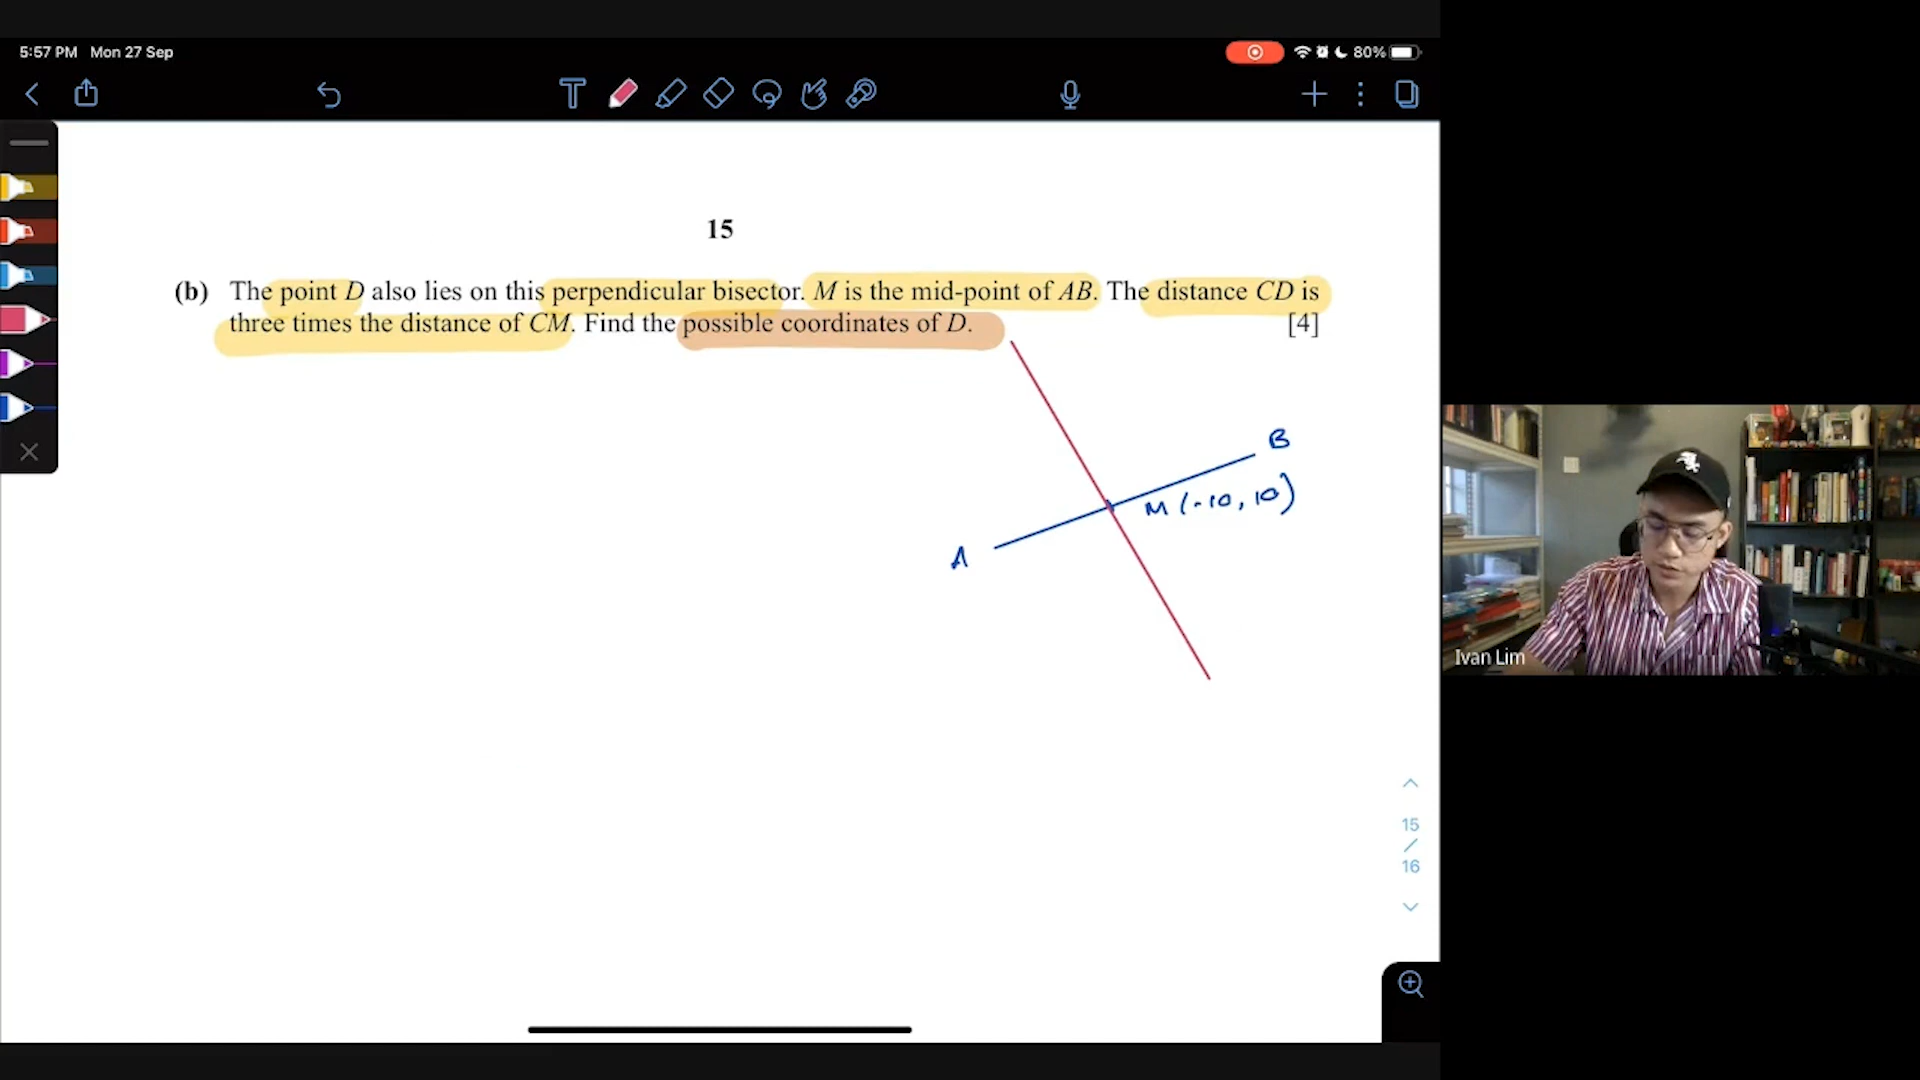 5:57 PM Mon 27 Sep
80%
15
(b) The point D also lies on this perpendicular bisector. M is the mid-point of AB. The distance CD is
three times the distance of CM. Find the possible coordinates of D. [4]
B
M (-10, 10)
A
Ivan Lim
15
/
16